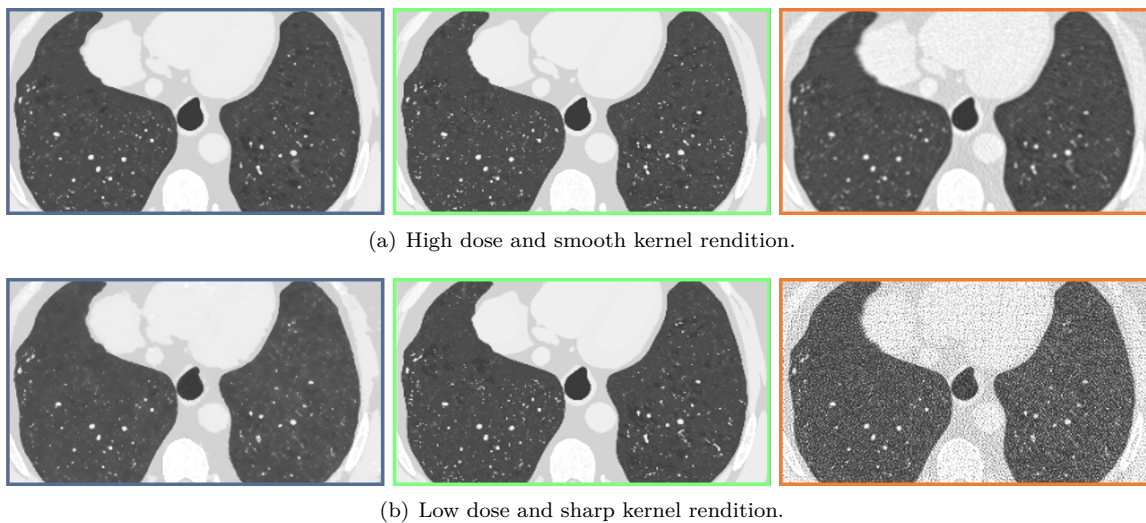 (a) High dose and smooth kernel rendition.
(b) Low dose and sharp kernel rendition.